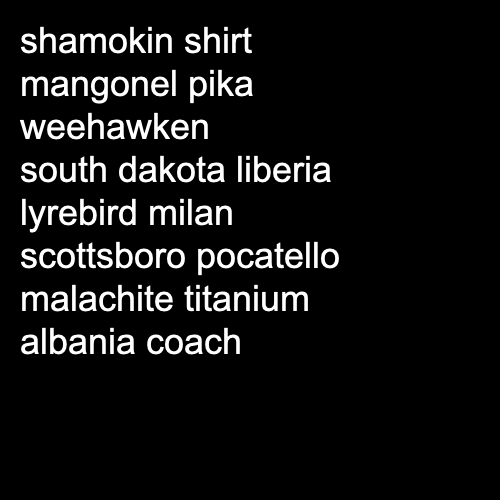 shamokin shirt
mangonel pika
weehawken
south dakota liberia
lyrebird milan
scottsboro pocatello
malachite titanium
albania coach